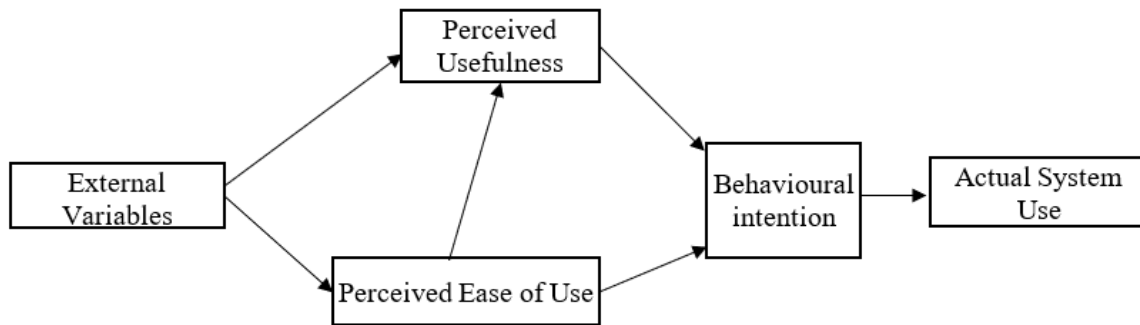 Perceived
Usefulness
External
Variables
Behavioural
intention
Actual System
Use
Perceived Ease of Use